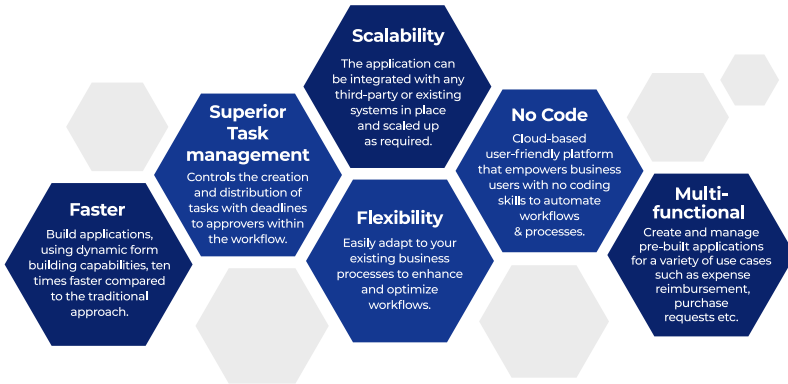 Scalability
The application can
be integrated with any
third-party or existing
systems in place
and scaled up
as required.
Superior
Task
management
Controls the creation
and distribution of
tasks with deadlines
to approvers within
the workflow.
No Code
Cloud-based
user-friendly platform
that empowers business
users with no coding
skills to automate
workflows
& processes.
Faster
Build applications,
using dynamic form
building capabilities, ten
times faster compared
to the traditional
approach.
Flexibility
Easily adapt to your
existing business
processes to enhance
and optimize
workflows.
Multi-
functional
Create and manage
pre-built applications
for a variety of use cases
such as expense
reimbursement,
purchase
requests etc.